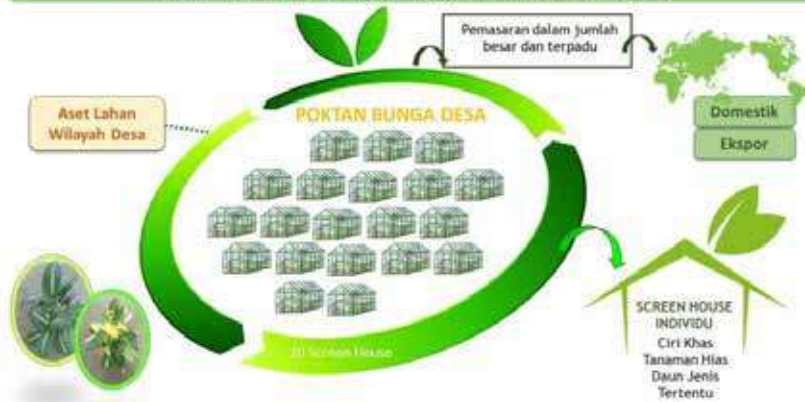 Pemasaran dalam jumlah
besar dan terpadu
Aset Lahan
Wilayah Desa
POKTAN BUNGA DESA
Domestik
Ekspor
20 Screen House
SCREEN HOUSE
INDIVIDU
Ciri Khas
Tanaman Hias
Daun Jenis
Tertentu